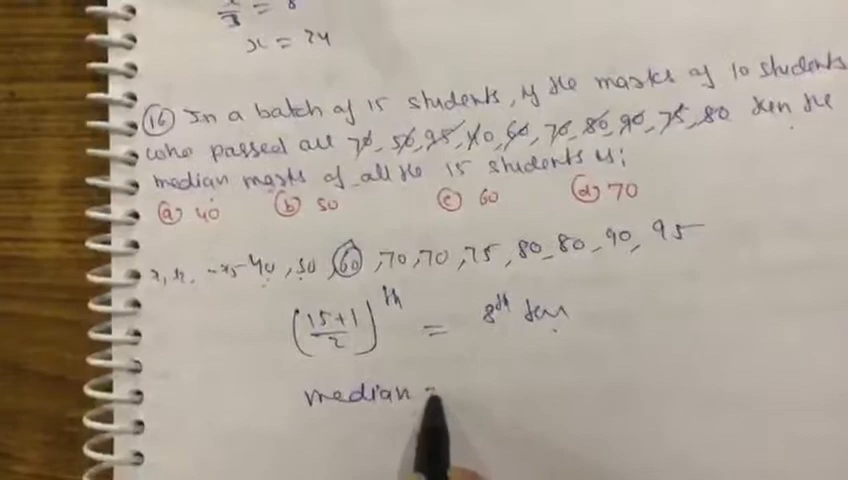 x/3 = 8
x = 24
(16) In a batch of 15 students, if the marks of 10 students
who passed are 70, 50, 95, 40, 60, 70, 80, 90, 75, 80 then the
median marks of all the 15 students is;
(a) 40 (b) 50 (c) 60 (d) 70
40, 50, 60, 70, 70, 75, 80, 80, 90, 95
((15+1)/2)th = 8th term
median =